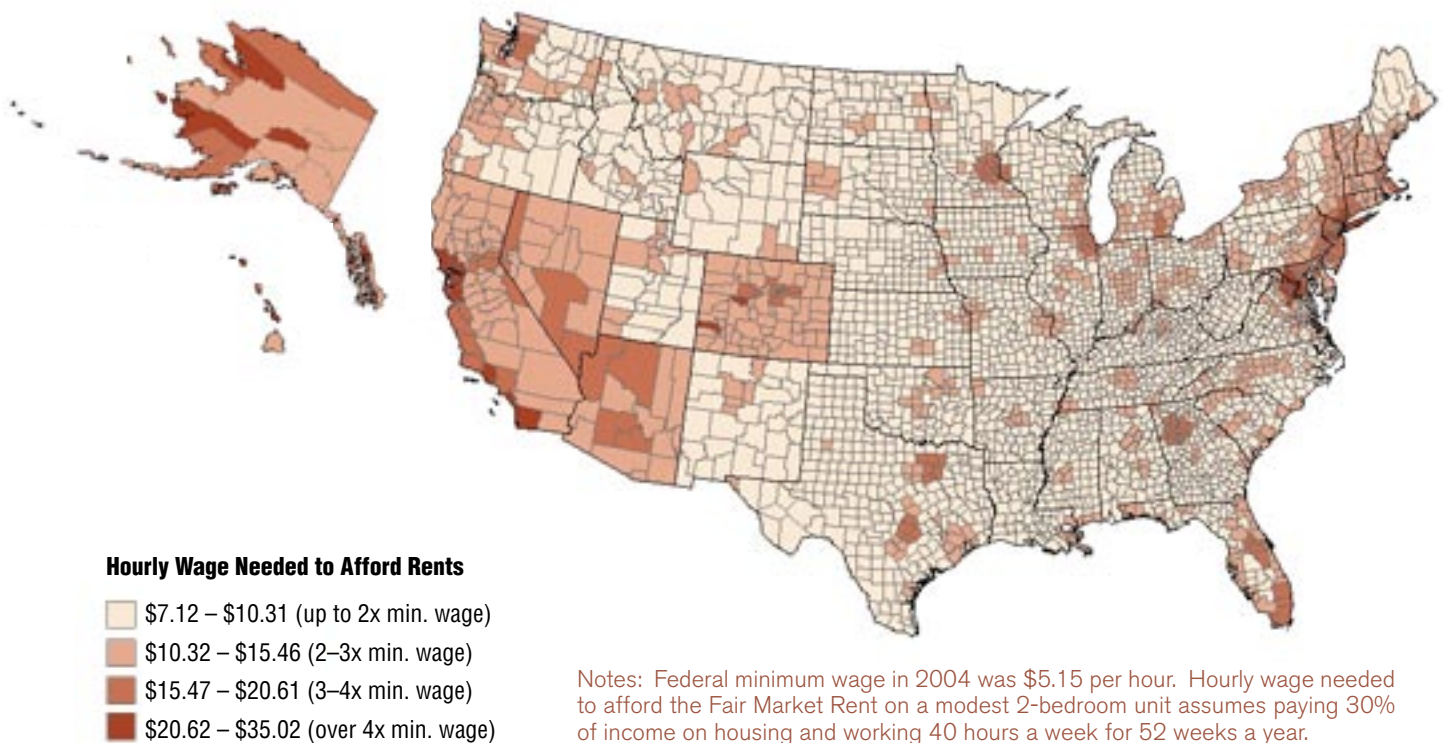 Hourly Wage Needed to Afford Rents
$7.12 – $10.31 (up to 2x min. wage)
$10.32 – $15.46 (2–3x min. wage)
$15.47 – $20.61 (3–4x min. wage)
$20.62 – $35.02 (over 4x min. wage)
Notes: Federal minimum wage in 2004 was $5.15 per hour. Hourly wage needed
to afford the Fair Market Rent on a modest 2-bedroom unit assumes paying 30%
of income on housing and working 40 hours a week for 52 weeks a year.